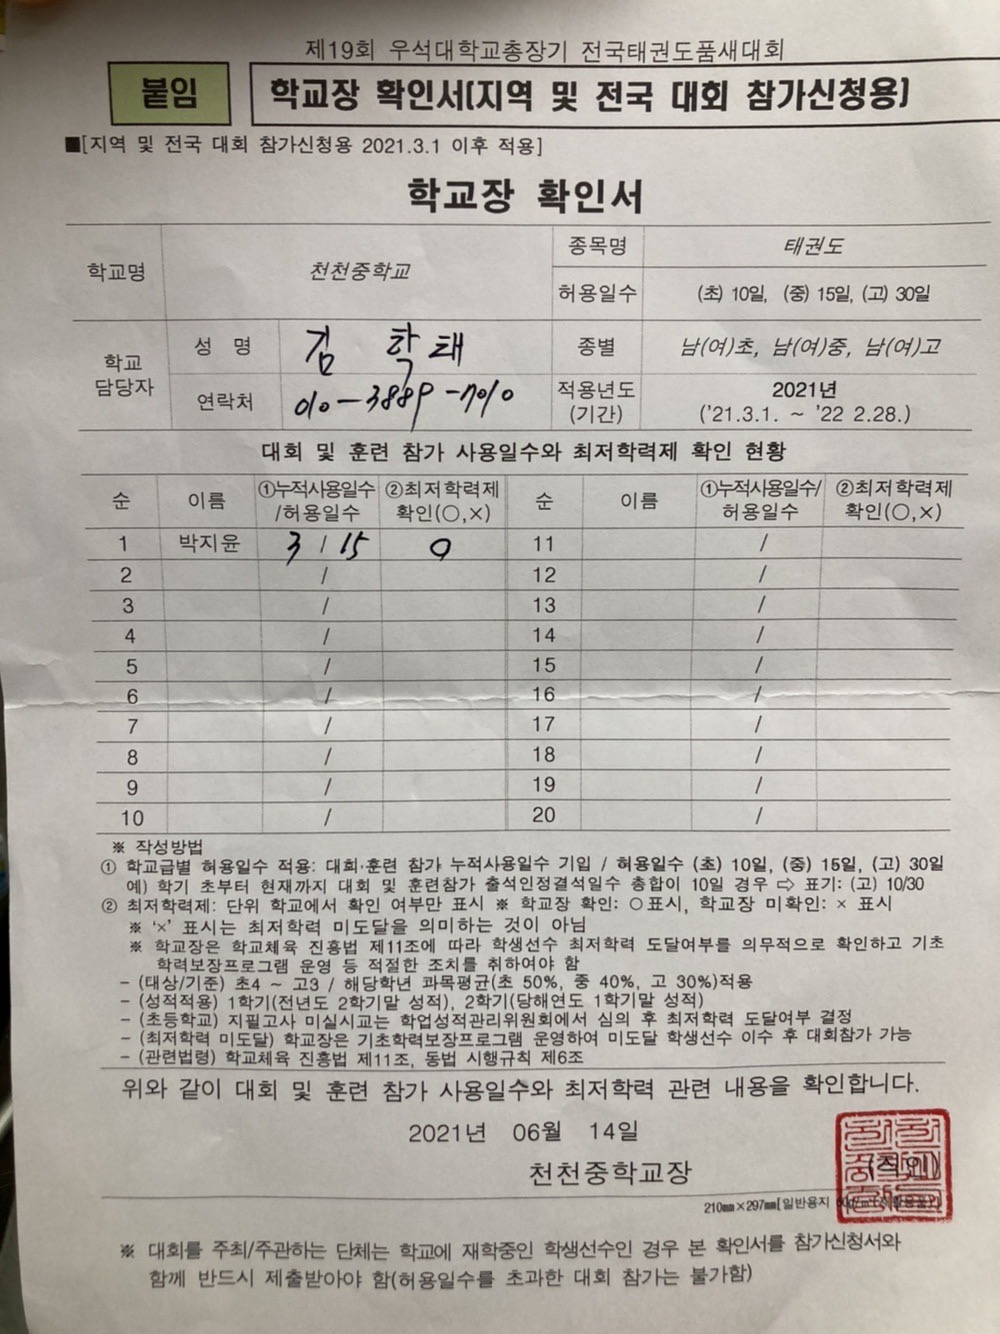 제19회 우석대학교총장기 전국태권도품새대회
붙임 학교장 확인서(지역 및 전국 대회 참가신청용)
■[지역 및 전국 대회 참가신청용 2021.3.1 이후 적용]
학교장 확인서
학교명 천천중학교 종목명 태권도
허용일수 (초) 10일, (중) 15일, (고) 30일
학교 담당자 성 명 김 학태 종별 남(여)초, 남(여)중, 남(여)고
연락처 010-3889-7010 적용년도 2021년
(기간) ('21.3.1. ~ '22 2.28.)
대회 및 훈련 참가 사용일수와 최저학력제 확인 현황
순 이름 ①누적사용일수 ②최저학력제 순 이름 ①누적사용일수/ ②최저학력제
/허용일수 확인(○,×) 허용일수 확인(○,×)
1 박지윤 3 / 15 O 11 /
2 / 12 /
3 / 13 /
4 / 14 /
5 / 15 /
6 / 16 /
7 / 17 /
8 / 18 /
9 / 19 /
10 / 20 /
※ 작성방법
① 학교급별 허용일수 적용: 대회·훈련 참가 누적사용일수 기입 / 허용일수 (초) 10일, (중) 15일, (고) 30일
예) 학기 초부터 현재까지 대회 및 훈련참가 출석인정결석일수 총합이 10일 경우 ⇨ 표기: (고) 10/30
② 최저학력제: 단위 학교에서 확인 여부만 표시 ※ 학교장 확인: ○표시, 학교장 미확인: × 표시
※ '×' 표시는 최저학력 미도달을 의미하는 것이 아님
※ 학교장은 학교체육 진흥법 제11조에 따라 학생선수 최저학력 도달여부를 의무적으로 확인하고 기초
학력보장프로그램 운영 등 적절한 조치를 취하여야 함
- (대상/기준) 초4 ~ 고3 / 해당학년 과목평균(초 50%, 중 40%, 고 30%)적용
- (성적적용) 1학기(전년도 2학기말 성적), 2학기(당해연도 1학기말 성적)
- (초등학교) 지필고사 미실시교는 학업성적관리위원회에서 심의 후 최저학력 도달여부 결정
- (최저학력 미도달) 학교장은 기초학력보장프로그램 운영하여 미도달 학생선수 이수 후 대회참가 가능
- (관련법령) 학교체육 진흥법 제11조, 동법 시행규칙 제6조
위와 같이 대회 및 훈련 참가 사용일수와 최저학력 관련 내용을 확인합니다.
2021년 06월 14일
천천중학교장 (직인)
210㎜×297㎜[일반용지
※ 대회를 주최/주관하는 단체는 학교에 재학중인 학생선수인 경우 본 확인서를 참가신청서와
함께 반드시 제출받아야 함(허용일수를 초과한 대회 참가는 불가함)